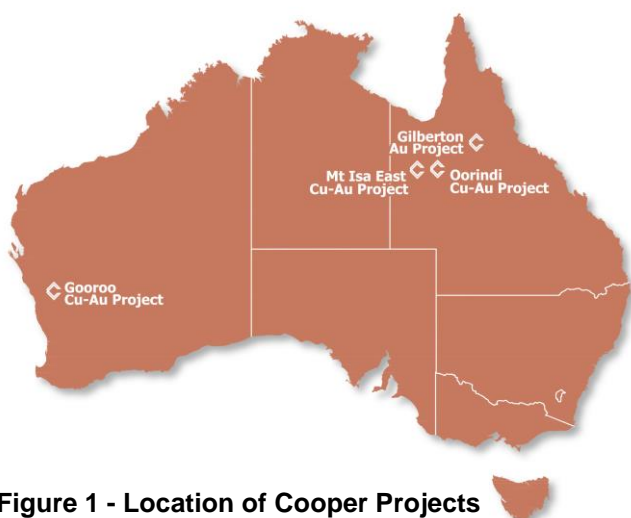 Gilberton
Au Project
Mt Isa East
Cu-Au Project
Oorindi
Cu-Au Project
Gooroo
Cu-Au Project
Figure 1 - Location of Cooper Projects